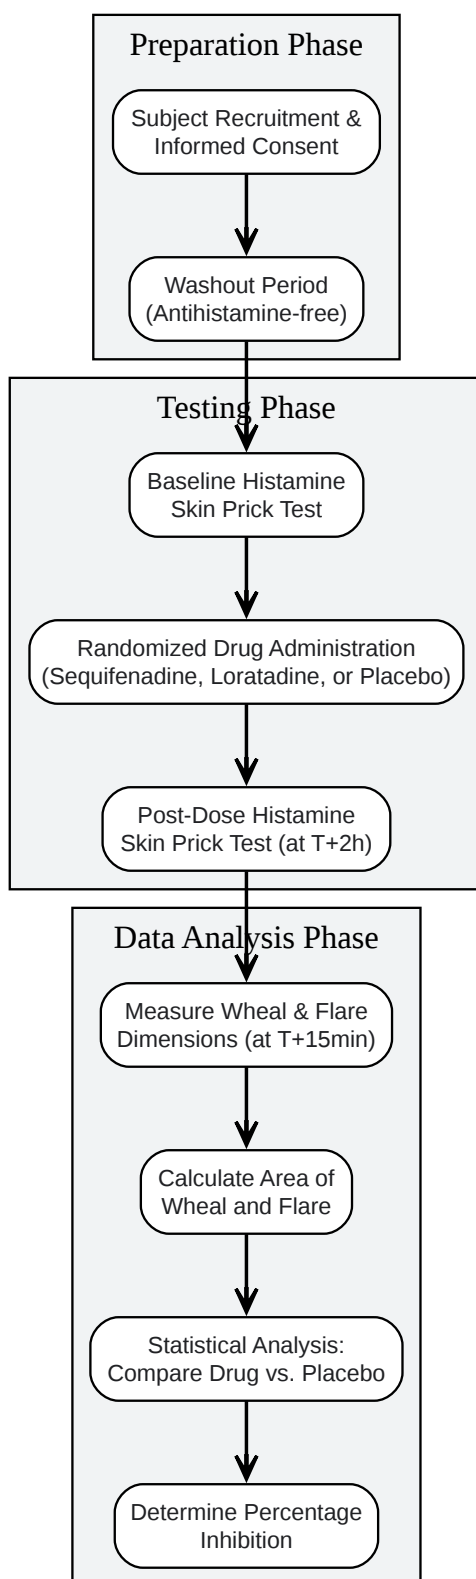 Preparation Phase
Subject Recruitment &
Informed Consent
Washout Period
(Antihistamine-free)
Testing Phase
Baseline Histamine
Skin Prick Test
Randomized Drug Administration
(Sequifenadine, Loratadine, or Placebo)
Post-Dose Histamine
Skin Prick Test (at T+2h)
Data Analysis Phase
Measure Wheal & Flare
Dimensions (at T+15min)
Calculate Area of
Wheal and Flare
Statistical Analysis:
Compare Drug vs. Placebo
Determine Percentage
Inhibition